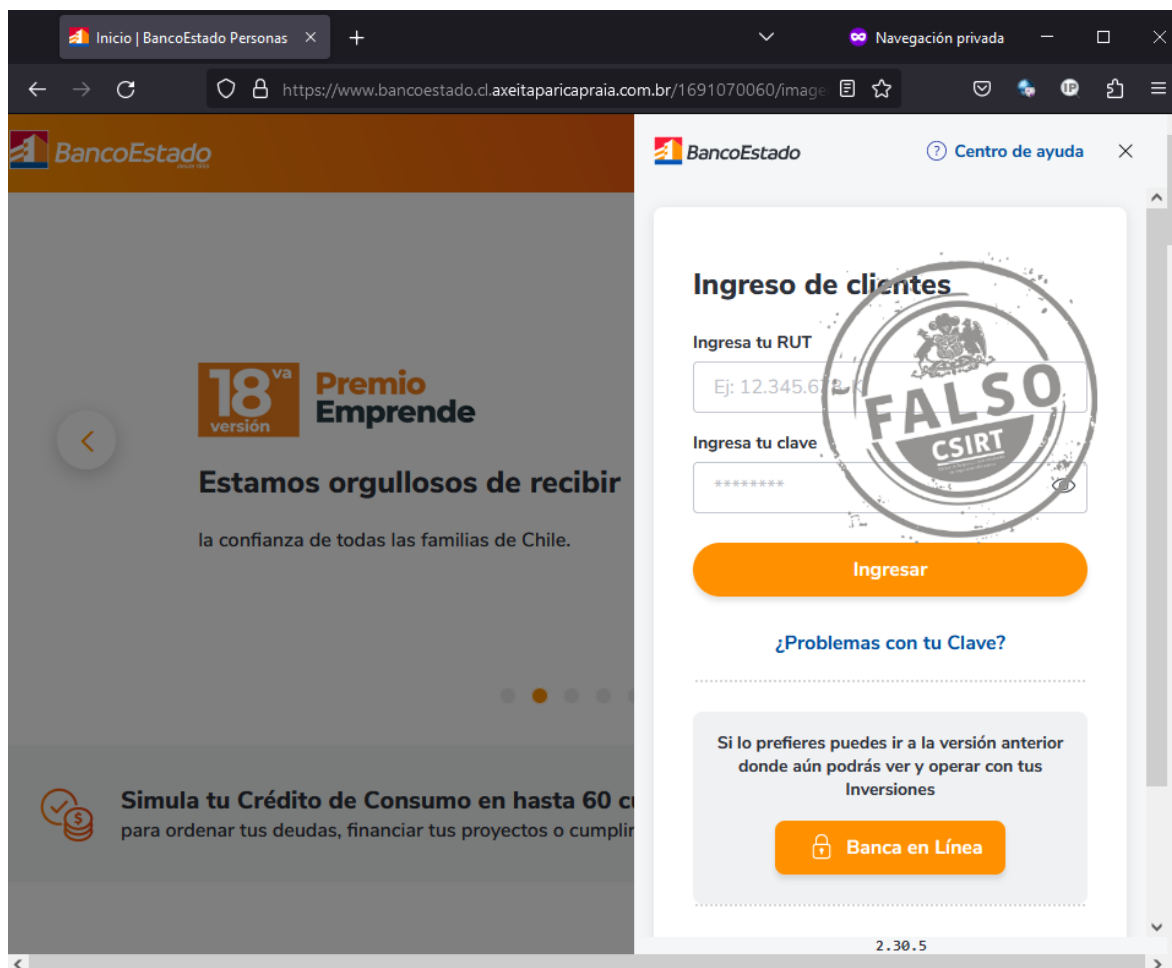 Inicio | BancoEstado Personas
Navegación privada
https://www.bancoestado.cl.axeitaparicapraia.com.br/1691070060/image
BancoEstado
BancoEstado
Centro de ayuda
Ingreso de clientes
Ingresa tu RUT
Ej: 12.345.678-K
Ingresa tu clave
********
FALSO
CSIRT
Ingresar
¿Problemas con tu Clave?
Si lo prefieres puedes ir a la versión anterior
donde aún podrás ver y operar con tus
Inversiones
Banca en Línea
2.30.5
18va
versión
Premio
Emprende
Estamos orgullosos de recibir
la confianza de todas las familias de Chile.
Simula tu Crédito de Consumo en hasta 60 cu
para ordenar tus deudas, financiar tus proyectos o cumplir